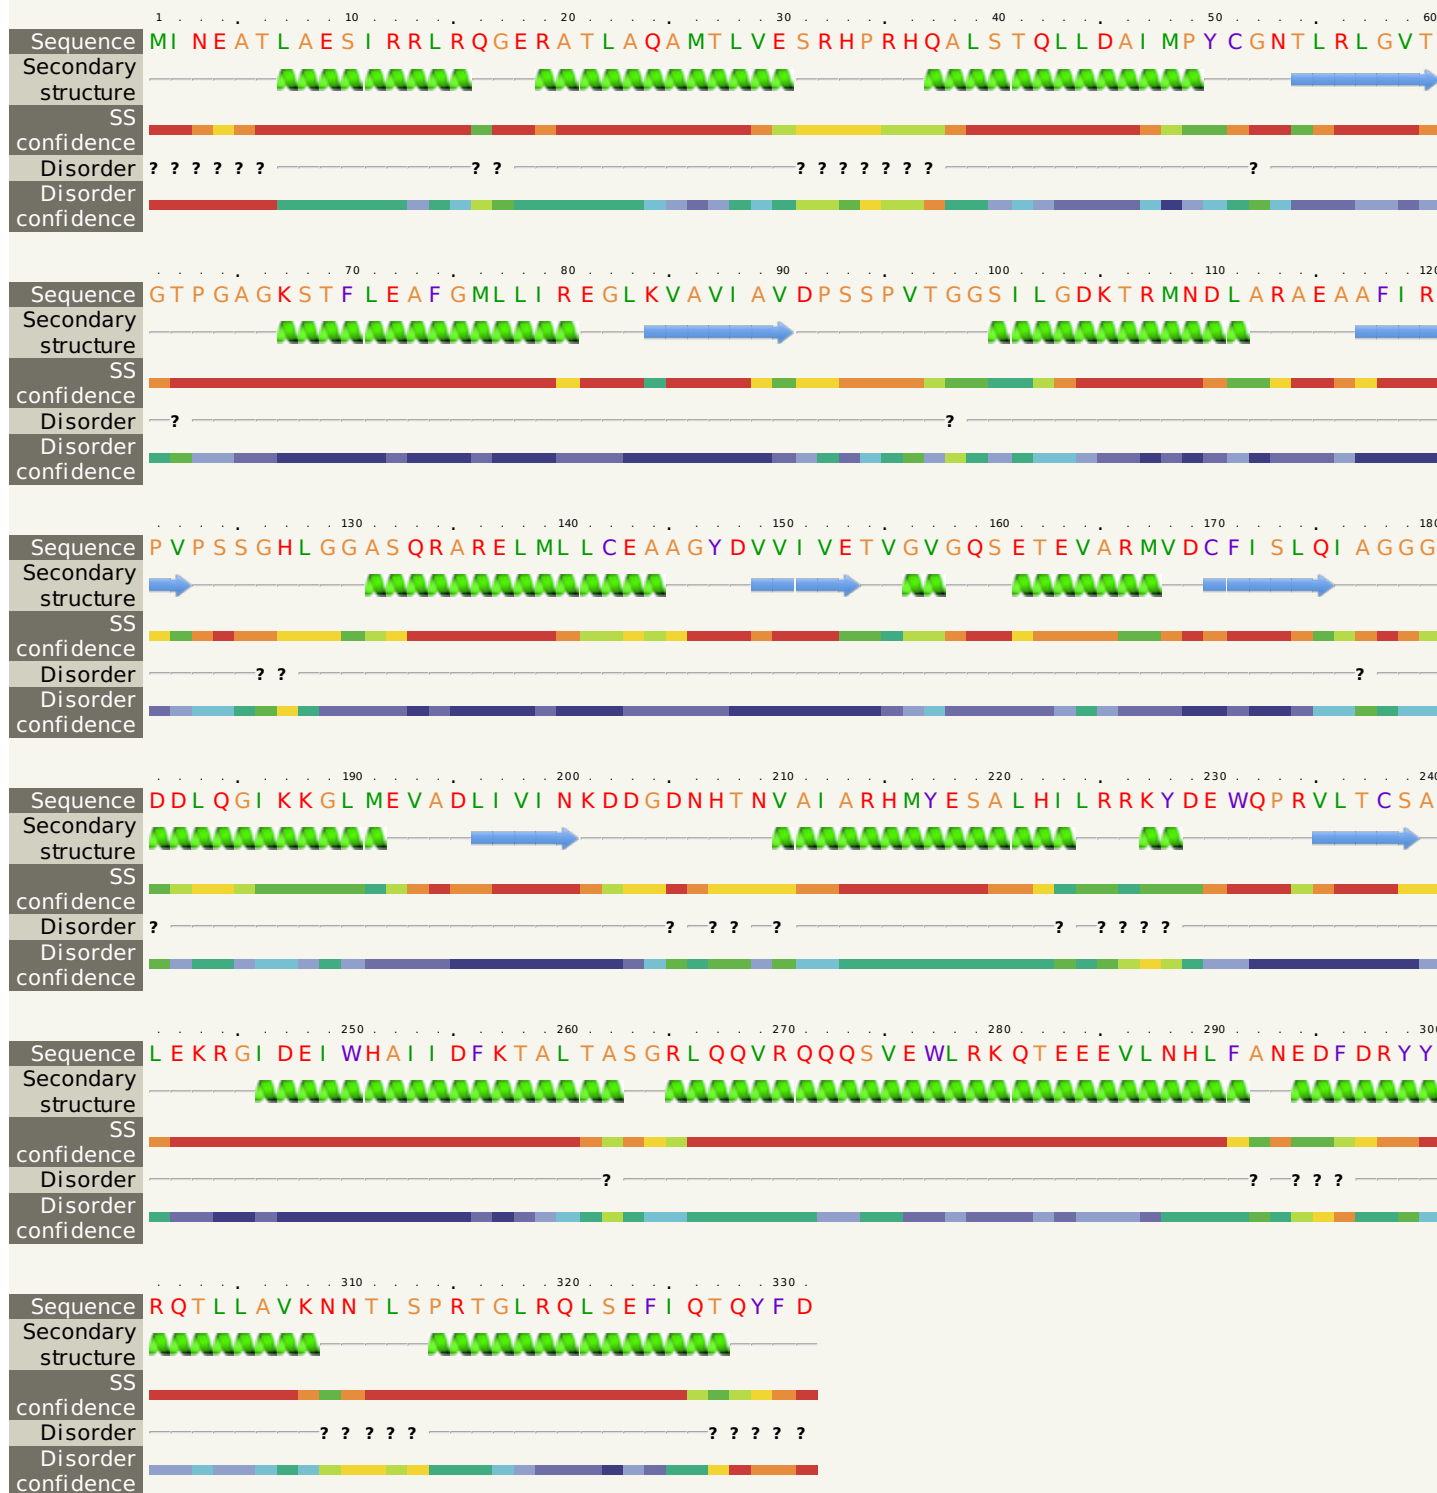 1 10 20 30 40 50 60
Sequence MINEATLAESIRRLRQGERATLAQAMTLVESRHPRHQALSTQLLDAIMPYCGNTLRLGVT
Secondary
structure
SS
confidence
Disorder ? ? ? ? ? ? ? ? ? ? ? ? ? ? ? ?
Disorder
confidence
70 80 90 100 110 120
Sequence GTPGAGKSTFLEAFGMLLIREGLKVAVIAVDPSSPVTGGSILGDKTRMNDLARAEAAFIR
Secondary
structure
SS
confidence
Disorder ? ?
Disorder
confidence
130 140 150 160 170 180
Sequence PVPSSGHLGGASQRARELMLLCEAAGYDVVIVETVGVGQSETEVARMVDCFISLQIAGGG
Secondary
structure
SS
confidence
Disorder ? ? ?
Disorder
confidence
190 200 210 220 230 240
Sequence DDLQGIKKGLMEVADLIVINKDDGDNHTNVAIARHMYESALHILRRKYDEWQPRVLTCSA
Secondary
structure
SS
confidence
Disorder ? ? ? ? ? ? ? ? ? ?
Disorder
confidence
250 260 270 280 290 300
Sequence LEKRGIDEIWHAIIDFKTALTASGRLQQVRQQQSVEWLRKQTEEEVLNHLFANEDFDRYY
Secondary
structure
SS
confidence
Disorder ? ? ? ? ?
Disorder
confidence
310 320 330
Sequence RQTLLAVKNNTLSPRTGLRQLSEFIQTQYFD
Secondary
structure
SS
confidence
Disorder ? ? ? ? ? ? ? ? ? ?
Disorder
confidence